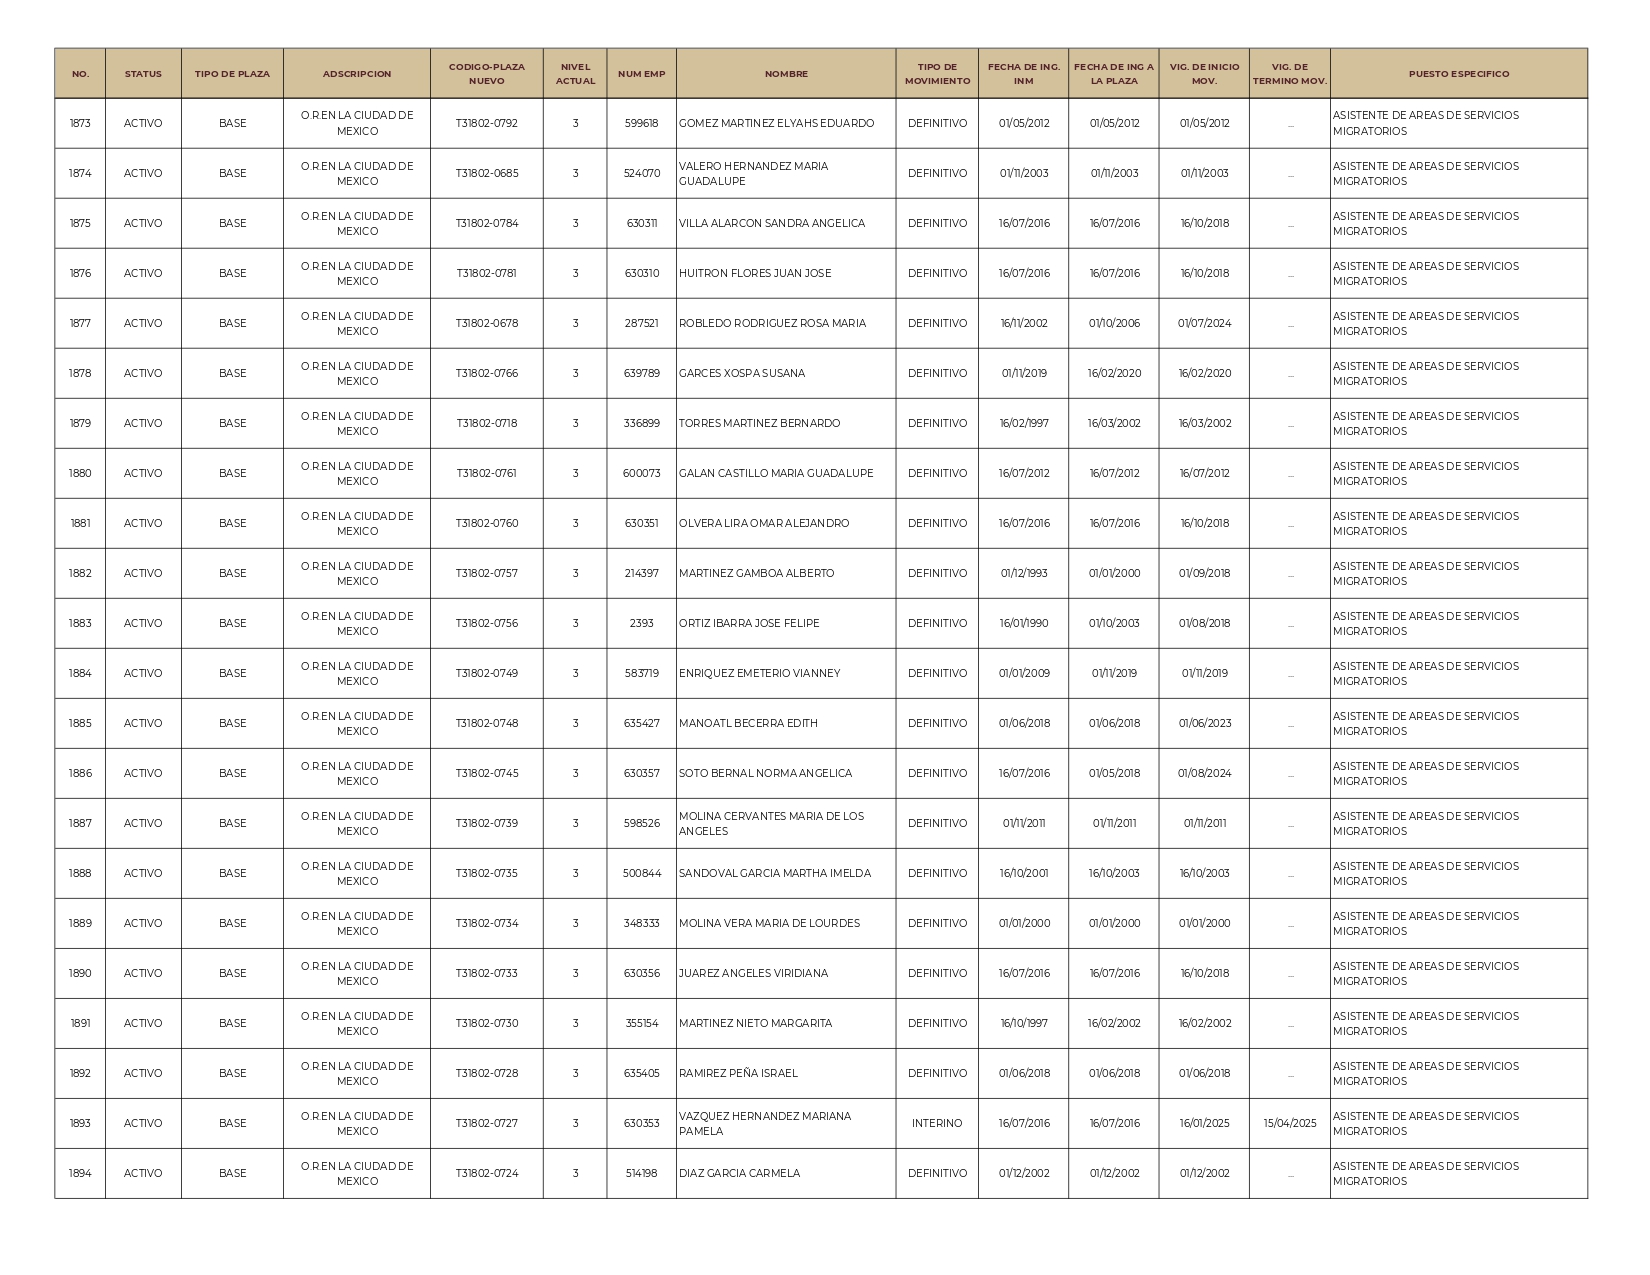 NO. STATUS TIPO DE PLAZA ADSCRIPCION CODIGO-PLAZA NUEVO NIVEL ACTUAL NUM EMP NOMBRE TIPO DE MOVIMIENTO FECHA DE ING. INM FECHA DE ING A LA PLAZA VIG. DE INICIO MOV. VIG. DE TERMINO MOV. PUESTO ESPECIFICO
1873 ACTIVO BASE O.R.EN LA CIUDAD DE MEXICO T31802-0792 3 599618 GOMEZ MARTINEZ ELYAHS EDUARDO DEFINITIVO 01/05/2012 01/05/2012 01/05/2012 ... ASISTENTE DE AREAS DE SERVICIOS MIGRATORIOS
1874 ACTIVO BASE O.R.EN LA CIUDAD DE MEXICO T31802-0685 3 524070 VALERO HERNANDEZ MARIA GUADALUPE DEFINITIVO 01/11/2003 01/11/2003 01/11/2003 ... ASISTENTE DE AREAS DE SERVICIOS MIGRATORIOS
1875 ACTIVO BASE O.R.EN LA CIUDAD DE MEXICO T31802-0784 3 630311 VILLA ALARCON SANDRA ANGELICA DEFINITIVO 16/07/2016 16/07/2016 16/10/2018 ... ASISTENTE DE AREAS DE SERVICIOS MIGRATORIOS
1876 ACTIVO BASE O.R.EN LA CIUDAD DE MEXICO T31802-0781 3 630310 HUITRON FLORES JUAN JOSE DEFINITIVO 16/07/2016 16/07/2016 16/10/2018 ... ASISTENTE DE AREAS DE SERVICIOS MIGRATORIOS
1877 ACTIVO BASE O.R.EN LA CIUDAD DE MEXICO T31802-0678 3 287521 ROBLEDO RODRIGUEZ ROSA MARIA DEFINITIVO 16/11/2002 01/10/2006 01/07/2024 ... ASISTENTE DE AREAS DE SERVICIOS MIGRATORIOS
1878 ACTIVO BASE O.R.EN LA CIUDAD DE MEXICO T31802-0766 3 639789 GARCES XOSPA SUSANA DEFINITIVO 01/11/2019 16/02/2020 16/02/2020 ... ASISTENTE DE AREAS DE SERVICIOS MIGRATORIOS
1879 ACTIVO BASE O.R.EN LA CIUDAD DE MEXICO T31802-0718 3 336899 TORRES MARTINEZ BERNARDO DEFINITIVO 16/02/1997 16/03/2002 16/03/2002 ... ASISTENTE DE AREAS DE SERVICIOS MIGRATORIOS
1880 ACTIVO BASE O.R.EN LA CIUDAD DE MEXICO T31802-0761 3 600073 GALAN CASTILLO MARIA GUADALUPE DEFINITIVO 16/07/2012 16/07/2012 16/07/2012 ... ASISTENTE DE AREAS DE SERVICIOS MIGRATORIOS
1881 ACTIVO BASE O.R.EN LA CIUDAD DE MEXICO T31802-0760 3 630351 OLVERA LIRA OMAR ALEJANDRO DEFINITIVO 16/07/2016 16/07/2016 16/10/2018 ... ASISTENTE DE AREAS DE SERVICIOS MIGRATORIOS
1882 ACTIVO BASE O.R.EN LA CIUDAD DE MEXICO T31802-0757 3 214397 MARTINEZ GAMBOA ALBERTO DEFINITIVO 01/12/1993 01/01/2000 01/09/2018 ... ASISTENTE DE AREAS DE SERVICIOS MIGRATORIOS
1883 ACTIVO BASE O.R.EN LA CIUDAD DE MEXICO T31802-0756 3 2393 ORTIZ IBARRA JOSE FELIPE DEFINITIVO 16/01/1990 01/10/2003 01/08/2018 ... ASISTENTE DE AREAS DE SERVICIOS MIGRATORIOS
1884 ACTIVO BASE O.R.EN LA CIUDAD DE MEXICO T31802-0749 3 583719 ENRIQUEZ EMETERIO VIANNEY DEFINITIVO 01/01/2009 01/11/2019 01/11/2019 ... ASISTENTE DE AREAS DE SERVICIOS MIGRATORIOS
1885 ACTIVO BASE O.R.EN LA CIUDAD DE MEXICO T31802-0748 3 635427 MANOATL BECERRA EDITH DEFINITIVO 01/06/2018 01/06/2018 01/06/2023 ... ASISTENTE DE AREAS DE SERVICIOS MIGRATORIOS
1886 ACTIVO BASE O.R.EN LA CIUDAD DE MEXICO T31802-0745 3 630357 SOTO BERNAL NORMA ANGELICA DEFINITIVO 16/07/2016 01/05/2018 01/08/2024 ... ASISTENTE DE AREAS DE SERVICIOS MIGRATORIOS
1887 ACTIVO BASE O.R.EN LA CIUDAD DE MEXICO T31802-0739 3 598526 MOLINA CERVANTES MARIA DE LOS ANGELES DEFINITIVO 01/11/2011 01/11/2011 01/11/2011 ... ASISTENTE DE AREAS DE SERVICIOS MIGRATORIOS
1888 ACTIVO BASE O.R.EN LA CIUDAD DE MEXICO T31802-0735 3 500844 SANDOVAL GARCIA MARTHA IMELDA DEFINITIVO 16/10/2001 16/10/2003 16/10/2003 ... ASISTENTE DE AREAS DE SERVICIOS MIGRATORIOS
1889 ACTIVO BASE O.R.EN LA CIUDAD DE MEXICO T31802-0734 3 348333 MOLINA VERA MARIA DE LOURDES DEFINITIVO 01/01/2000 01/01/2000 01/01/2000 ... ASISTENTE DE AREAS DE SERVICIOS MIGRATORIOS
1890 ACTIVO BASE O.R.EN LA CIUDAD DE MEXICO T31802-0733 3 630356 JUAREZ ANGELES VIRIDIANA DEFINITIVO 16/07/2016 16/07/2016 16/10/2018 ... ASISTENTE DE AREAS DE SERVICIOS MIGRATORIOS
1891 ACTIVO BASE O.R.EN LA CIUDAD DE MEXICO T31802-0730 3 355154 MARTINEZ NIETO MARGARITA DEFINITIVO 16/10/1997 16/02/2002 16/02/2002 ... ASISTENTE DE AREAS DE SERVICIOS MIGRATORIOS
1892 ACTIVO BASE O.R.EN LA CIUDAD DE MEXICO T31802-0728 3 635405 RAMIREZ PEÑA ISRAEL DEFINITIVO 01/06/2018 01/06/2018 01/06/2018 ... ASISTENTE DE AREAS DE SERVICIOS MIGRATORIOS
1893 ACTIVO BASE O.R.EN LA CIUDAD DE MEXICO T31802-0727 3 630353 VAZQUEZ HERNANDEZ MARIANA PAMELA INTERINO 16/07/2016 16/07/2016 16/01/2025 15/04/2025 ASISTENTE DE AREAS DE SERVICIOS MIGRATORIOS
1894 ACTIVO BASE O.R.EN LA CIUDAD DE MEXICO T31802-0724 3 514198 DIAZ GARCIA CARMELA DEFINITIVO 01/12/2002 01/12/2002 01/12/2002 ... ASISTENTE DE AREAS DE SERVICIOS MIGRATORIOS